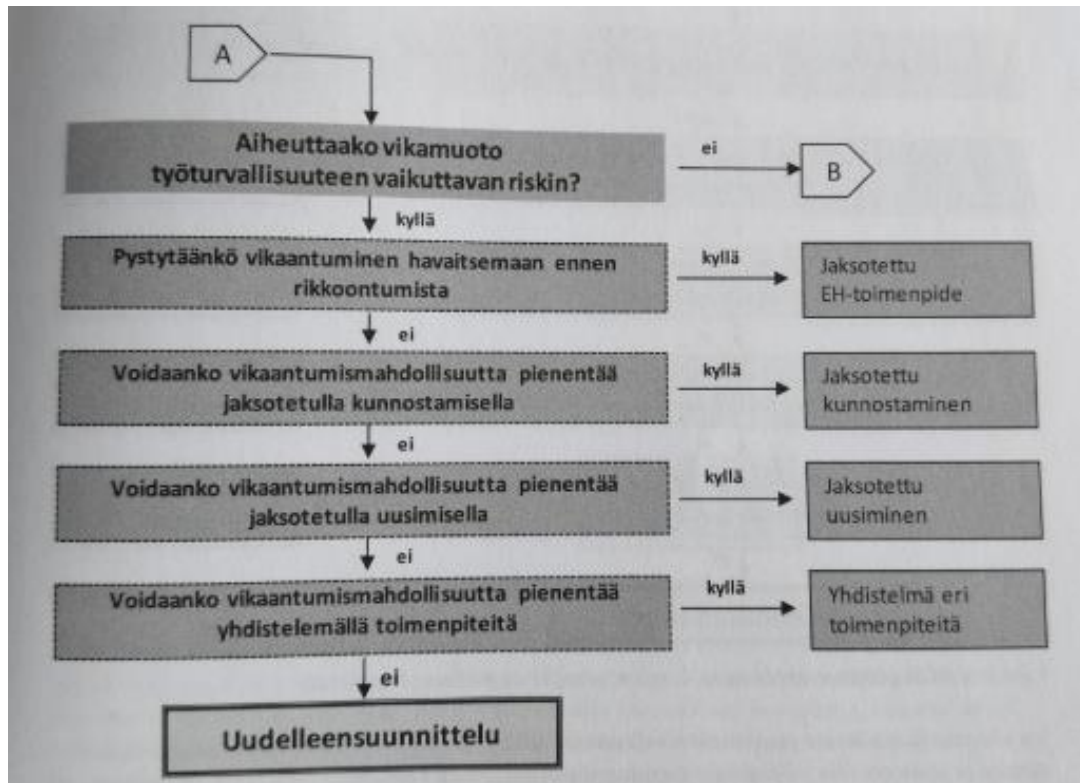 A
Aiheuttaako vikamuoto
työturvallisuuteen vaikuttavan riskin?
ei
B
kyllä
Pystytäänkö vikaantuminen havaitsemaan ennen
rikkoontumista
kyllä
Jaksotettu
EH-toimenpide
ei
Voidaanko vikaantumismahdollisuutta pienentää
jaksotetulla kunnostamisella
kyllä
Jaksotettu
kunnostaminen
ei
Voidaanko vikaantumismahdollisuutta pienentää
jaksotetulla uusimisella
kyllä
Jaksotettu
uusiminen
ei
Voidaanko vikaantumismahdollisuutta pienentää
yhdistelemällä toimenpiteitä
kyllä
Yhdistelmä eri
toimenpiteitä
ei
Uudelleensuunnittelu